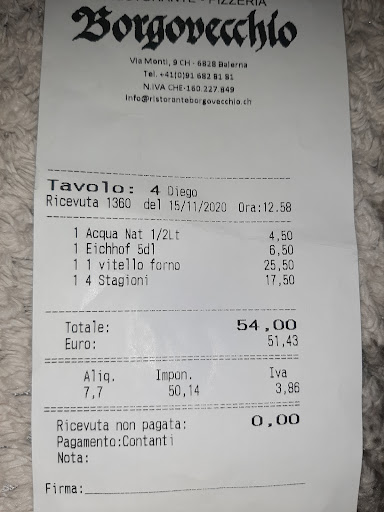 RISTORANTE - PIZZERIA
Borgovecchio
Via Monti, 9 CH - 6828 Balerna
Tel. +41(0)91 682 81 81
N.IVA CHE-160.227.849
info@ristoranteborgovecchio.ch
Tavolo: 4 Diego
Ricevuta 1360 del 15/11/2020 Ora:12.58
1 Acqua Nat 1/2Lt 4,50
1 Eichhof 5dl 6,50
1 1 vitello forno 25,50
1 4 Stagioni 17,50
Totale: 54,00
Euro: 51,43
Aliq. Impon. Iva
7,7 50,14 3,86
Ricevuta non pagata: 0,00
Pagamento:Contanti
Nota:
Firma: